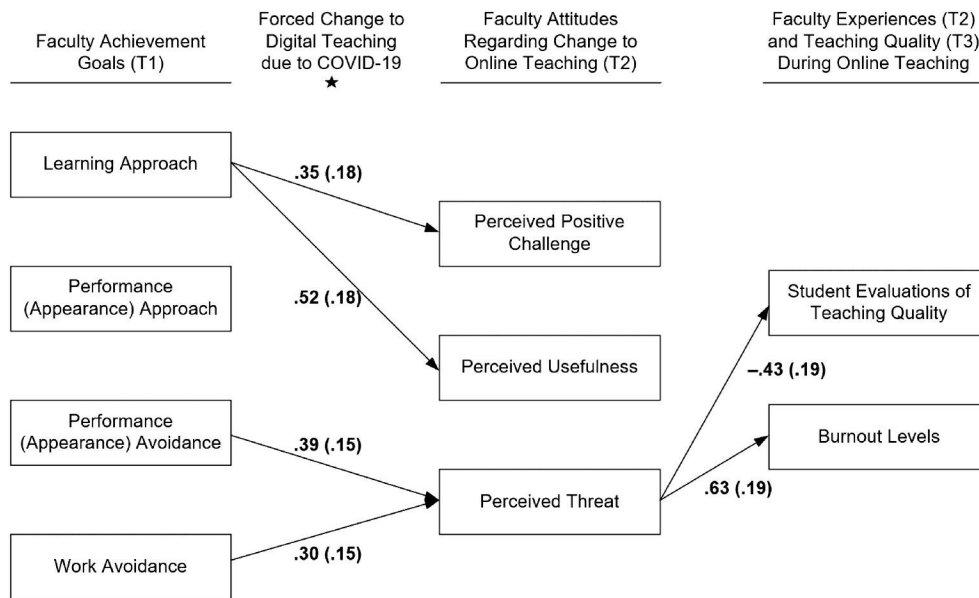 Faculty Achievement
Goals (T1)
Forced Change to
Digital Teaching
due to COVID-19
★
Faculty Attitudes
Regarding Change to
Online Teaching (T2)
Faculty Experiences (T2)
and Teaching Quality (T3)
During Online Teaching
Learning Approach
.35 (.18)
Perceived Positive
Challenge
Performance
(Appearance) Approach
.52 (.18)
Student Evaluations of
Teaching Quality
Perceived Usefulness
–.43 (.19)
Performance
(Appearance) Avoidance
.39 (.15)
Burnout Levels
Perceived Threat
.63 (.19)
Work Avoidance
.30 (.15)